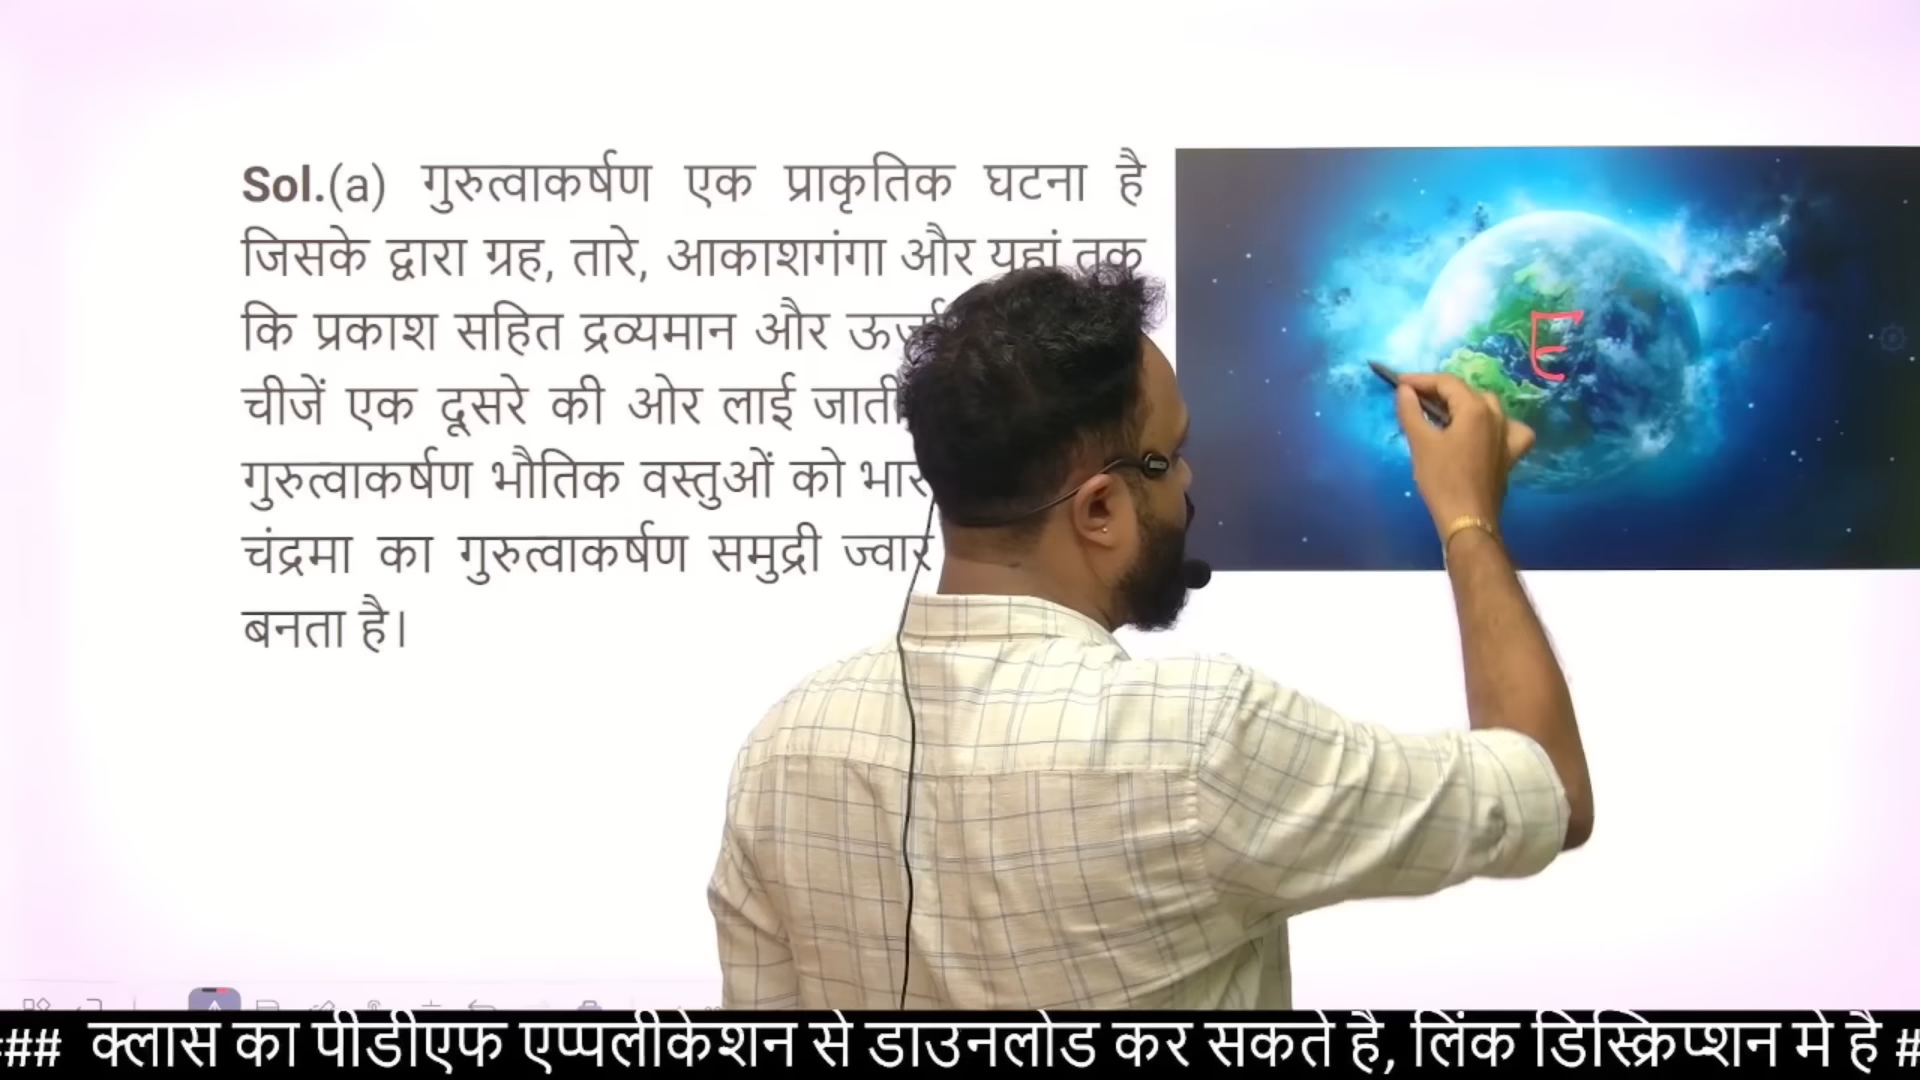 Sol.(a) गुरुत्वाकर्षण एक प्राकृतिक घटना है
जिसके द्वारा ग्रह, तारे, आकाशगंगा और यहां तक
कि प्रकाश सहित द्रव्यमान और
चीजें एक दूसरे की ओर लाई
गुरुत्वाकर्षण भौतिक वस्तुओं को
चंद्रमा का गुरुत्वाकर्षण समुद्री ज्वार
बनता है।
E
## क्लास का पीडीएफ एप्पलीकेशन से डाउनलोड कर सकते है, लिंक डिस्क्रिप्शन मे है #